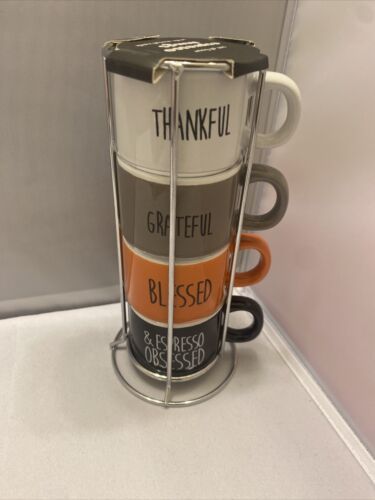 THANKFUL
GRATEFUL
BLESSED
& ESPRESSO
OBSESSED